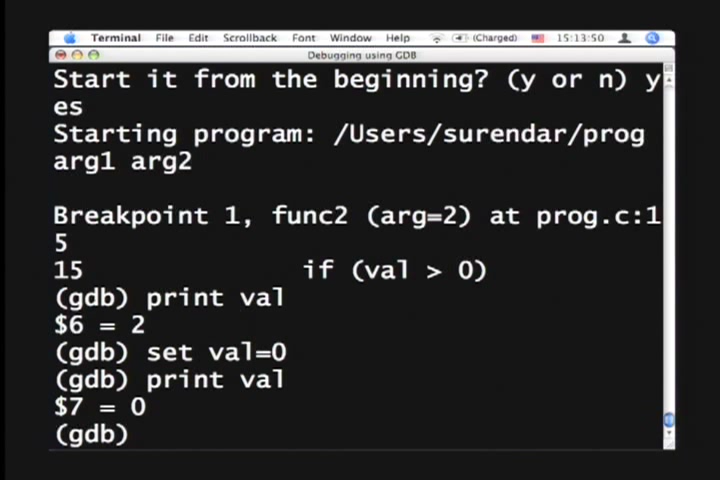 Terminal File Edit Scrollback Font Window Help (Charged) 15:13:50
Debugging using GDB
Start it from the beginning? (y or n) y
es
Starting program: /Users/surendar/prog
arg1 arg2
Breakpoint 1, func2 (arg=2) at prog.c:1
5
15 if (val > 0)
(gdb) print val
$6 = 2
(gdb) set val=0
(gdb) print val
$7 = 0
(gdb)